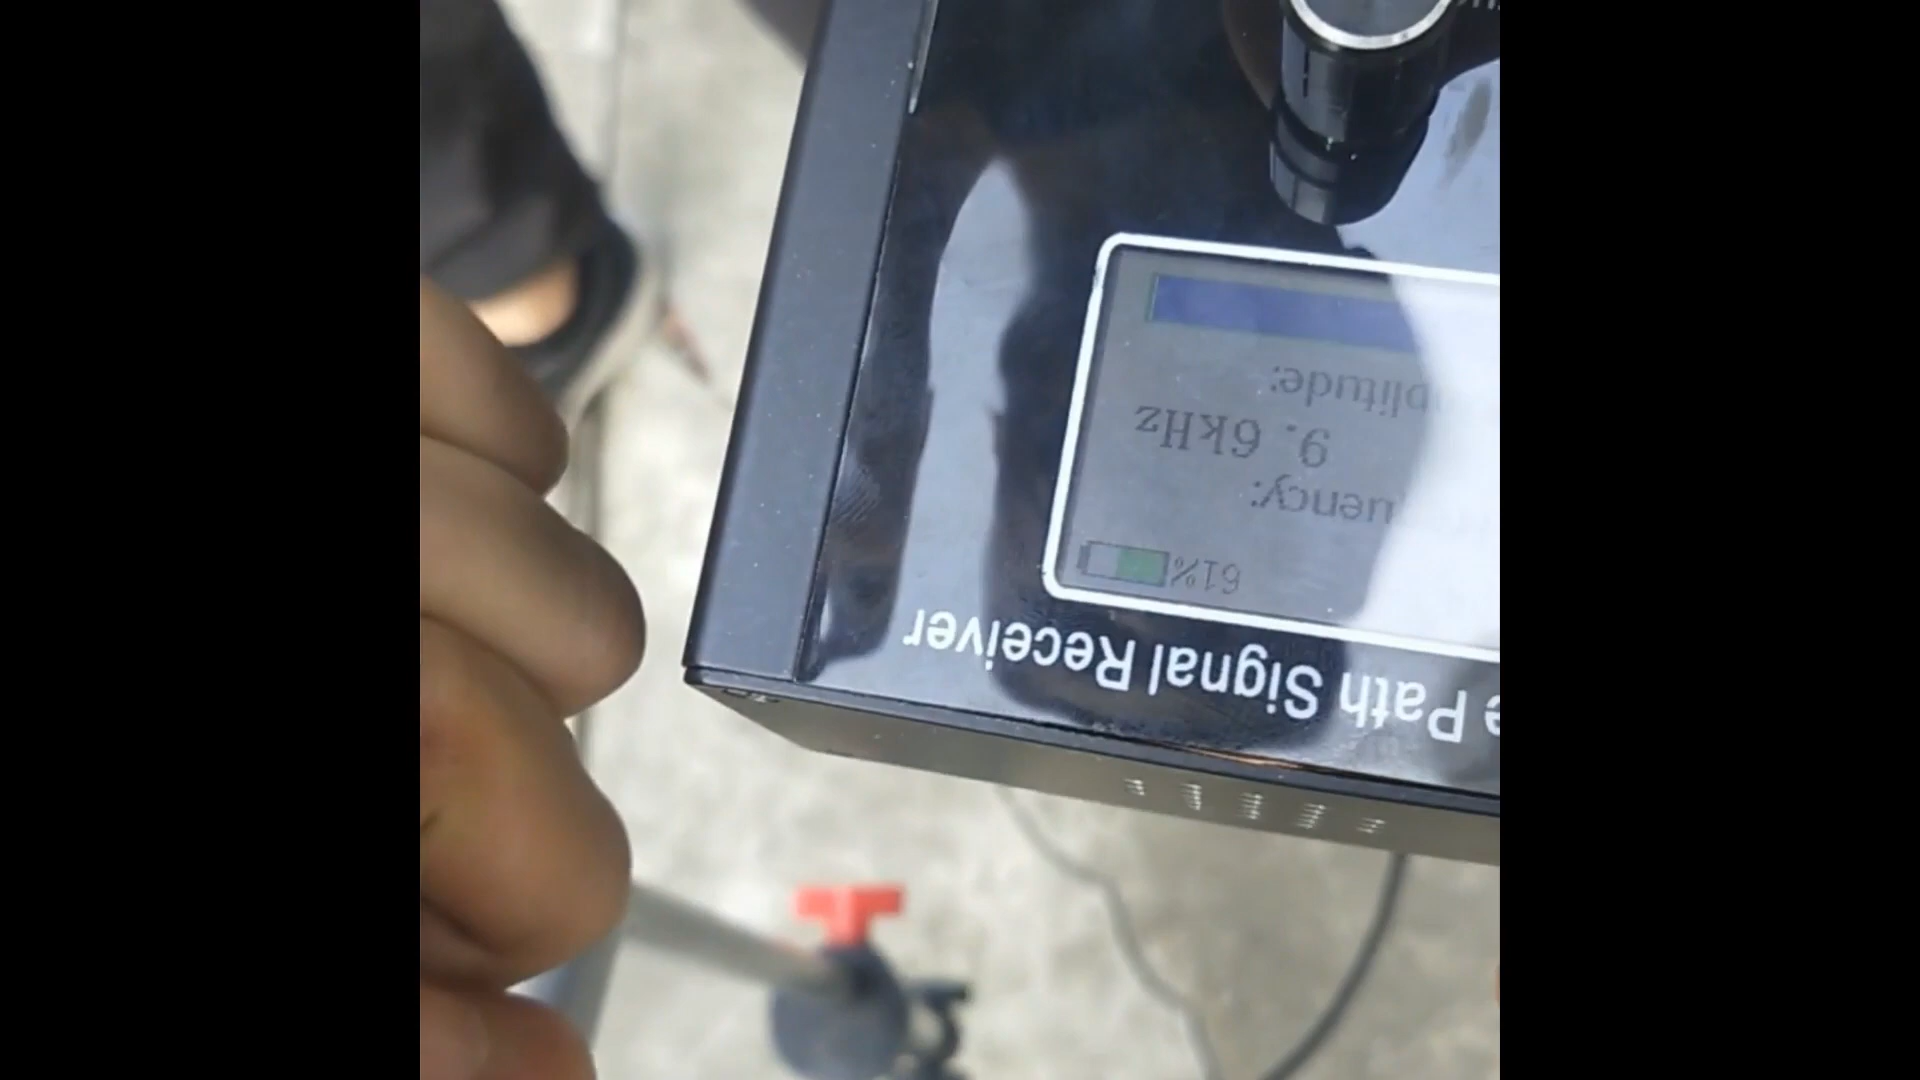 e Path Signal Receiver
61%
uency:
9. 6kHz
plitude: